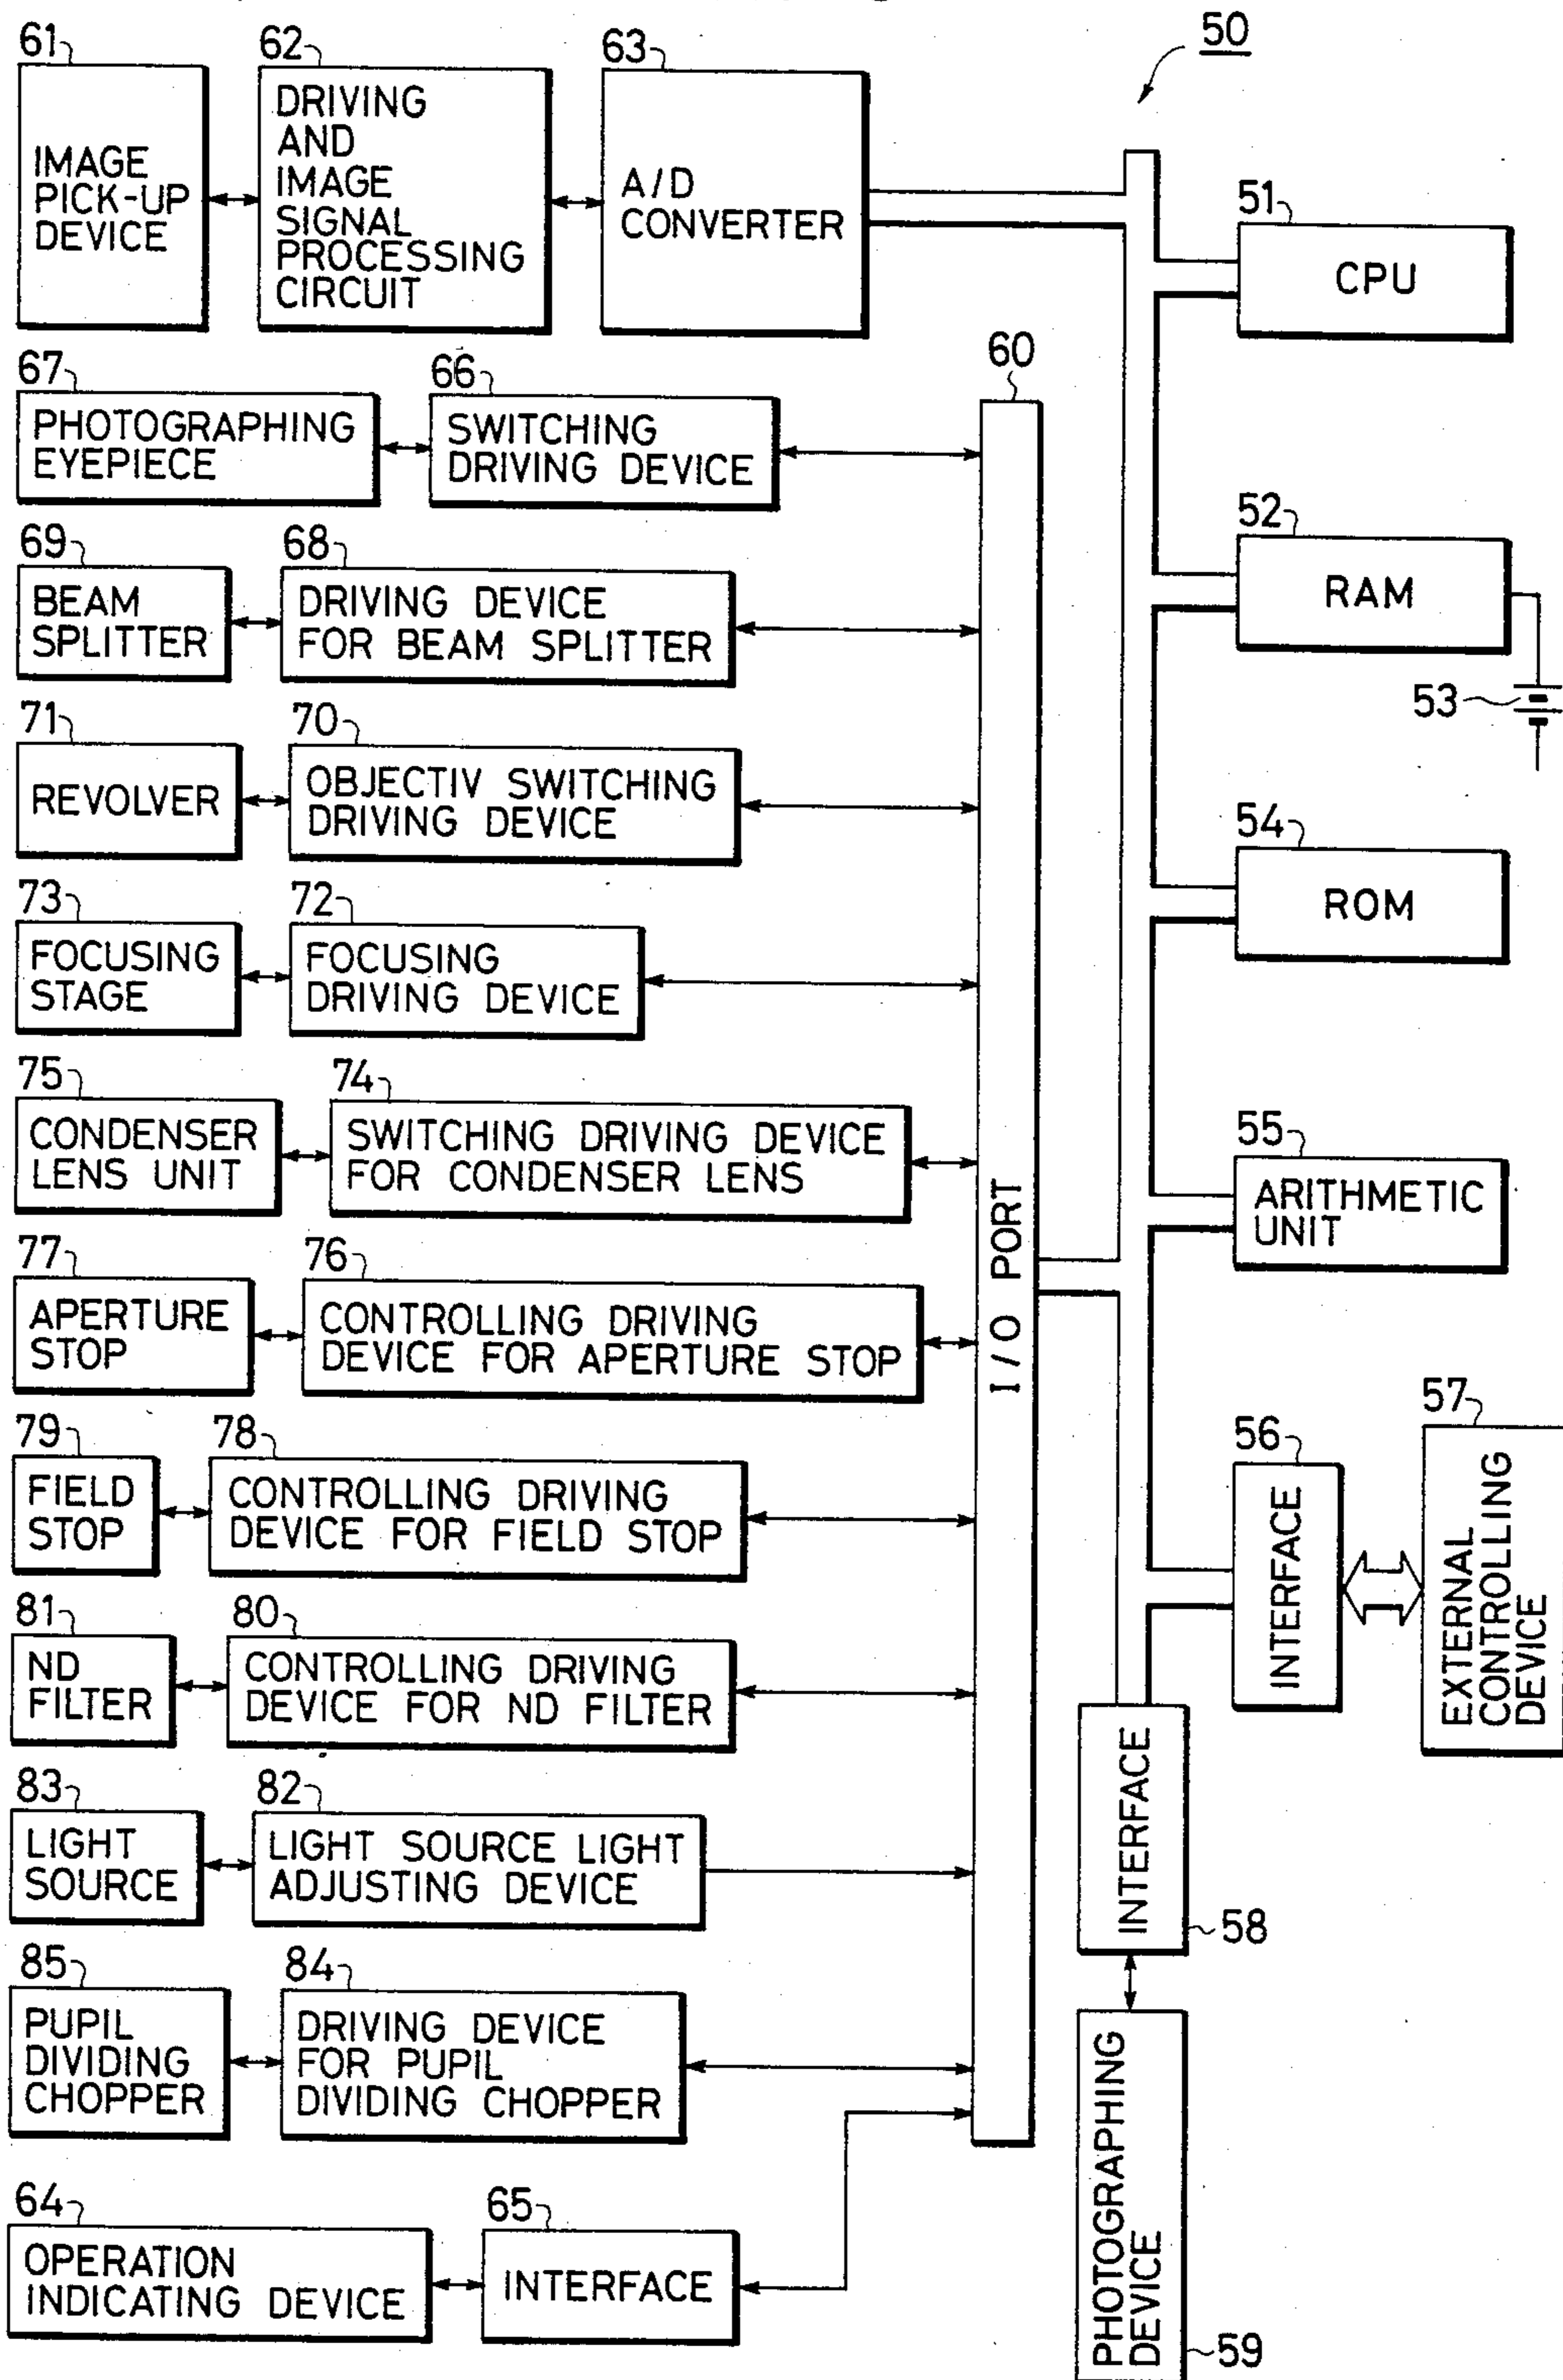 50
61
IMAGE
PICK-UP
DEVICE
62
DRIVING
AND
IMAGE
SIGNAL
PROCESSING
CIRCUIT
63
A/D
CONVERTER
51
CPU
67
PHOTOGRAPHING
EYEPIECE
66
SWITCHING
DRIVING DEVICE
60
I/O PORT
52
RAM
53
69
BEAM
SPLITTER
68
DRIVING DEVICE
FOR BEAM SPLITTER
71
REVOLVER
70
OBJECTIV SWITCHING
DRIVING DEVICE
54
ROM
73
FOCUSING
STAGE
72
FOCUSING
DRIVING DEVICE
75
CONDENSER
LENS UNIT
74
SWITCHING DRIVING DEVICE
FOR CONDENSER LENS
55
ARITHMETIC
UNIT
77
APERTURE
STOP
76
CONTROLLING DRIVING
DEVICE FOR APERTURE STOP
79
FIELD
STOP
78
CONTROLLING DRIVING
DEVICE FOR FIELD STOP
56
INTERFACE
57
EXTERNAL
CONTROLLING
DEVICE
81
ND
FILTER
80
CONTROLLING DRIVING
DEVICE FOR ND FILTER
83
LIGHT
SOURCE
82
LIGHT SOURCE LIGHT
ADJUSTING DEVICE
INTERFACE
58
85
PUPIL
DIVIDING
CHOPPER
84
DRIVING DEVICE
FOR PUPIL
DIVIDING CHOPPER
64
OPERATION
INDICATING DEVICE
65
INTERFACE
PHOTOGRAPHING
DEVICE
59